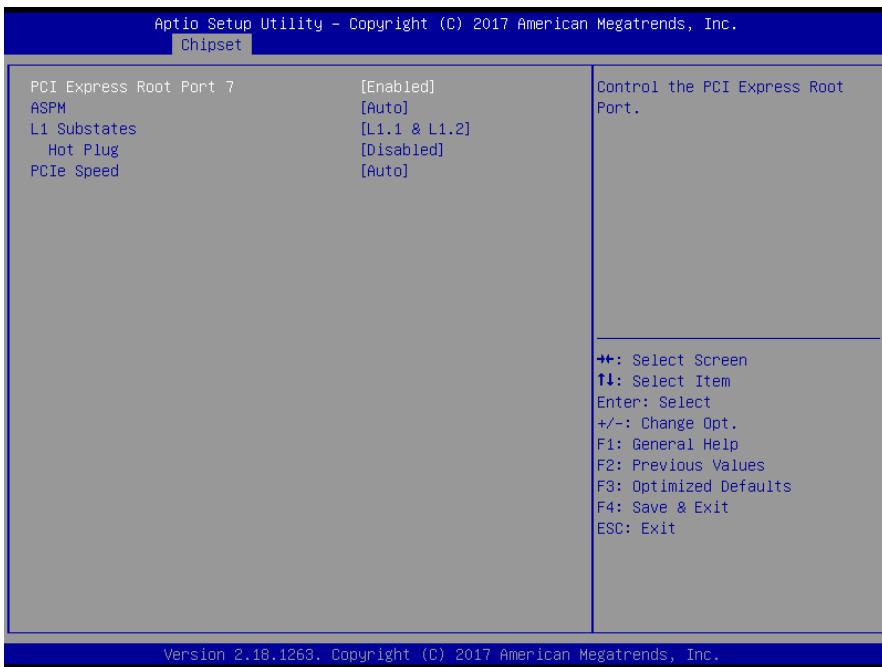 Aptio Setup Utility – Copyright (C) 2017 American Megatrends, Inc.
Chipset
PCI Express Root Port 7 [Enabled]
ASPM [Auto]
L1 Substates [L1.1 & L1.2]
Hot Plug [Disabled]
PCIe Speed [Auto]
Control the PCI Express Root
Port.
→←: Select Screen
↑↓: Select Item
Enter: Select
+/-: Change Opt.
F1: General Help
F2: Previous Values
F3: Optimized Defaults
F4: Save & Exit
ESC: Exit
Version 2.18.1263. Copyright (C) 2017 American Megatrends, Inc.